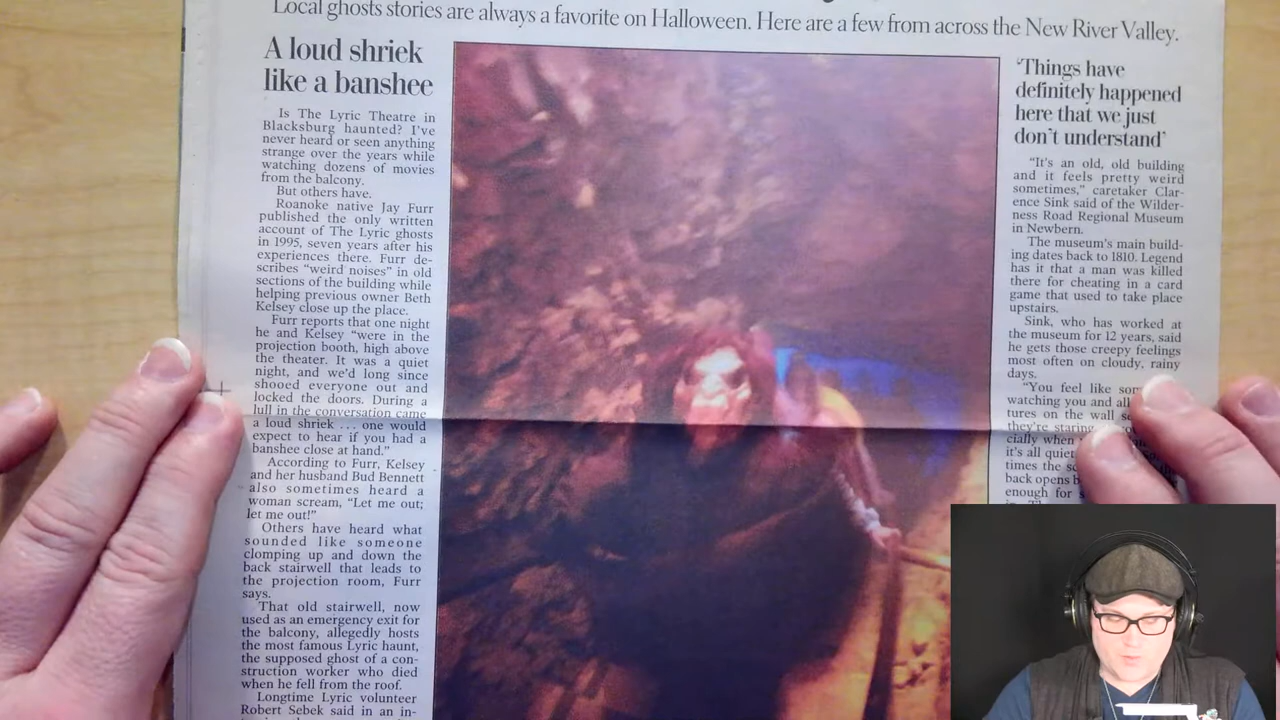 Local ghosts stories are always a favorite on Halloween. Here are a few from across the New River Valley.
A loud shriek
like a banshee
Is The Lyric Theatre in
Blacksburg haunted? I've
never heard or seen anything
strange over the years while
watching dozens of movies
from the balcony.
But others have.
Roanoke native Jay Furr
published the only written
account of The Lyric ghosts
in 1995, seven years after his
experiences there. Furr de-
scribes “weird noises” in old
sections of the building while
helping previous owner Beth
Kelsey close up the place.
Furr reports that one night
he and Kelsey “were in the
projection booth, high above
the theater. It was a quiet
night, and we'd long since
shooed everyone out and
locked the doors. During a
lull in the conversation came
a loud shriek ... one would
expect to hear if you had a
banshee close at hand.”
According to Furr, Kelsey
and her husband Bud Bennett
also sometimes heard a
woman scream, “Let me out;
let me out!”
Others have heard what
sounded like someone
clomping up and down the
back stairwell that leads to
the projection room, Furr
says.
That old stairwell, now
used as an emergency exit for
the balcony, allegedly hosts
the most famous Lyric haunt,
the supposed ghost of a con-
struction worker who died
when he fell from the roof.
Longtime Lyric volunteer
Robert Sebek said in an in-
‘Things have
definitely happened
here that we just
don't understand’
“It's an old, old building
and it feels pretty weird
sometimes,” caretaker Clar-
ence Sink said of the Wilder-
ness Road Regional Museum
in Newbern.
The museum's main build-
ing dates back to 1810. Legend
has it that a man was killed
there for cheating in a card
game that used to take place
upstairs.
Sink, who has worked at
the museum for 12 years, said
he gets those creepy feelings
most often on cloudy, rainy
days.
“You feel like
watching you and all
tures on the wall
they're staring
cially when
it's all quiet.
times the
back opens
enough for